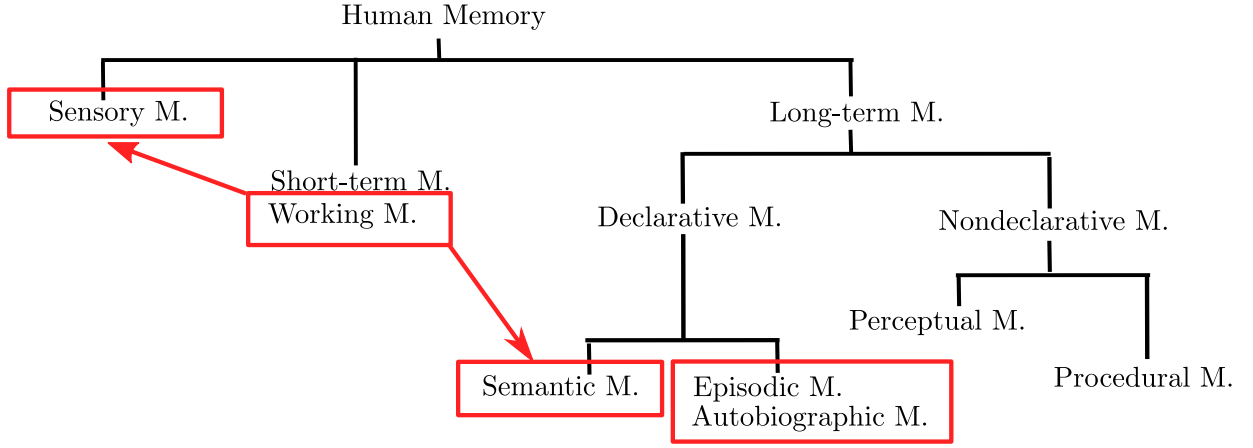 Human Memory
Sensory M.
Long-term M.
Short-term M.
Working M.
Declarative M.
Nondeclarative M.
Perceptual M.
Semantic M.
Episodic M.
Autobiographic M.
Procedural M.